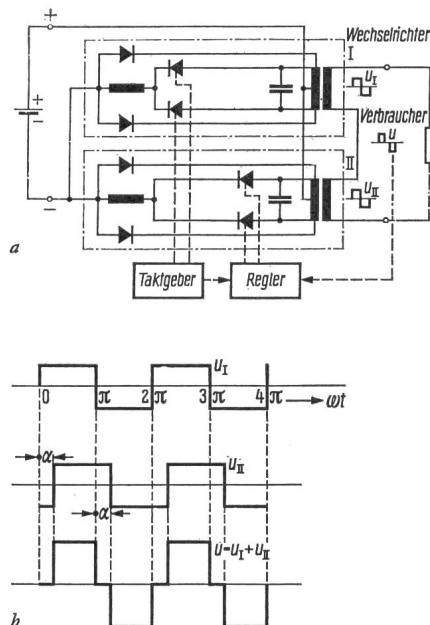 +
Wechselrichter
I
u_I
+
−
Verbraucher
u
II
u_II
−
a
Taktgeber
Regler
u_I
0 π 2π 3π 4π → ωt
α
u_II
α
u=u_I+u_II
b